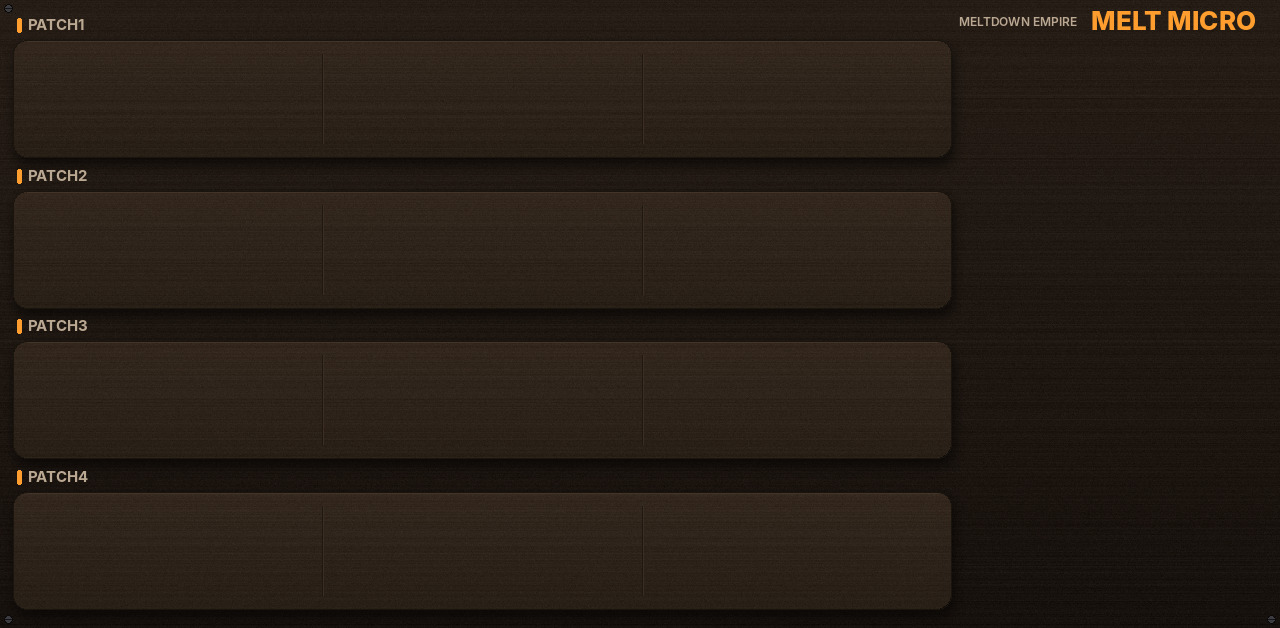 PATCH1
MELTDOWN EMPIRE MELT MICRO
PATCH2
PATCH3
PATCH4